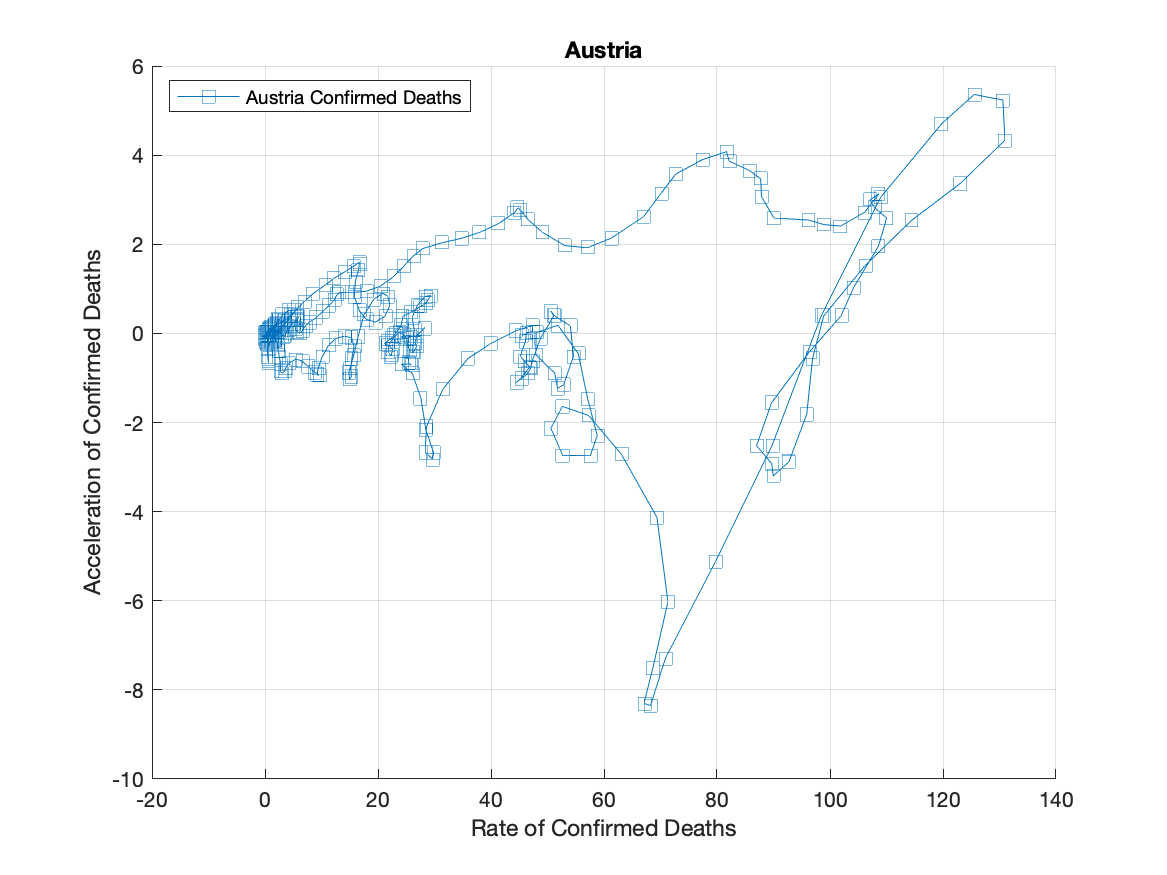 Austria
Austria Confirmed Deaths
6
4
2
0
-2
-4
-6
-8
-10
Acceleration of Confirmed Deaths
-20 0 20 40 60 80 100 120 140
Rate of Confirmed Deaths